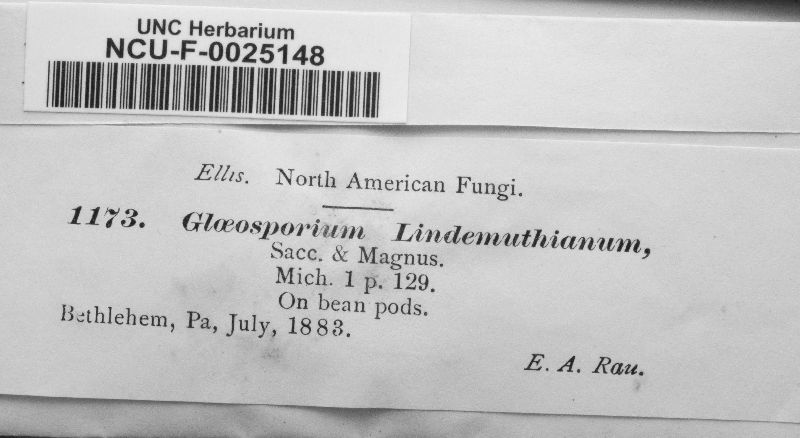 UNC Herbarium
NCU-F-0025148
Ellis. North American Fungi.
1173. Glœosporium Lindemuthianum,
Sacc. & Magnus.
Mich. 1 p. 129.
On bean pods.
Bethlehem, Pa, July, 1883.
E. A. Rau.